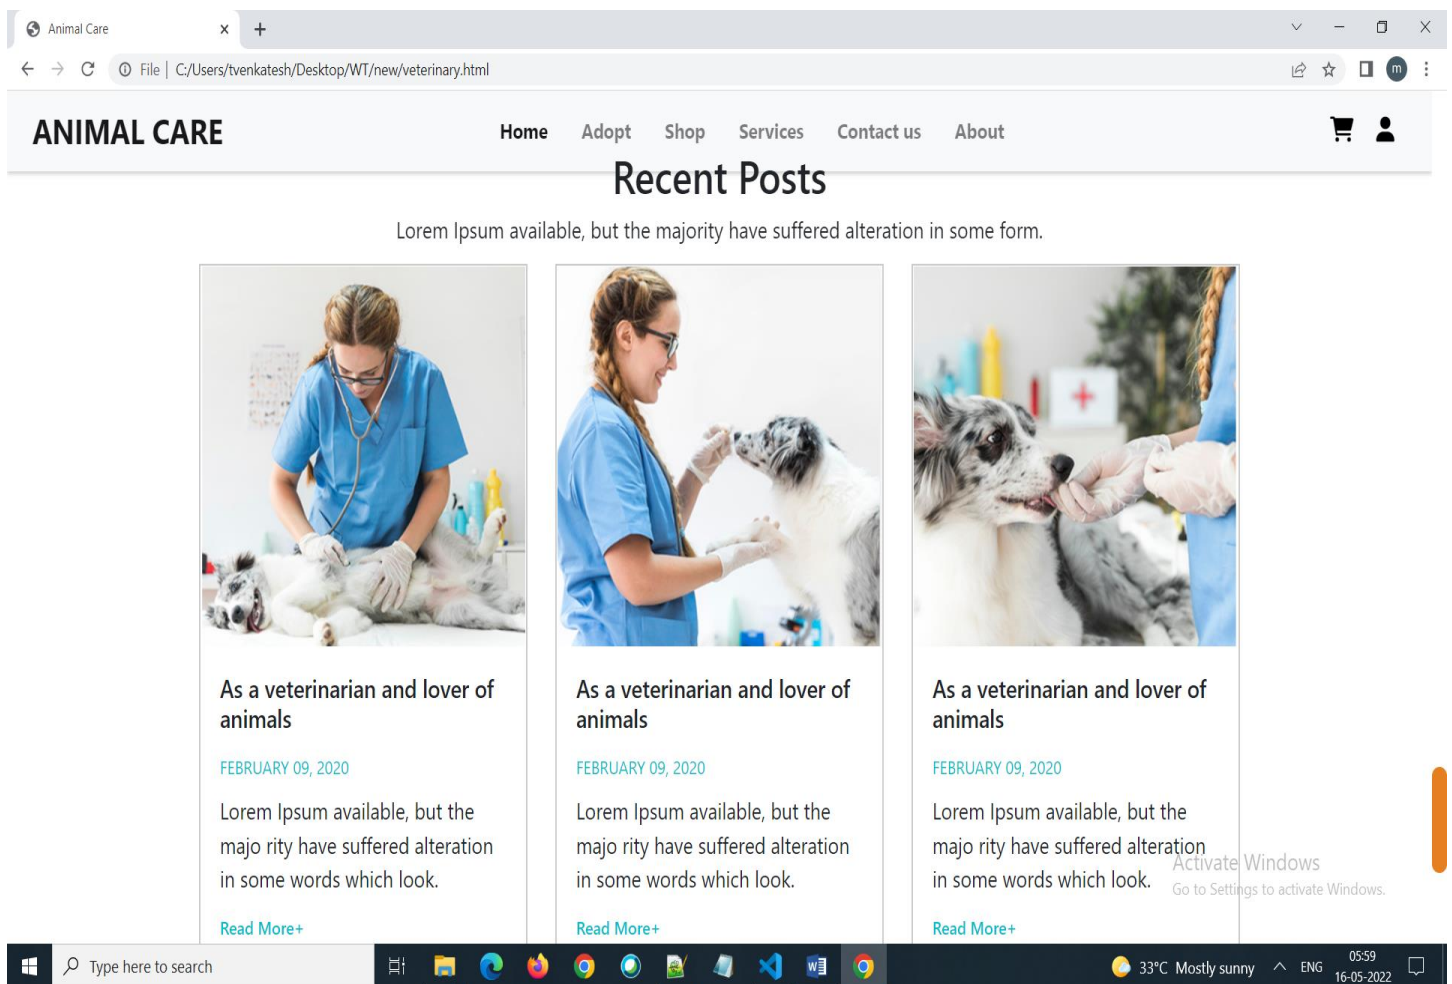 Animal Care
File | C:/Users/tvenkatesh/Desktop/WT/new/veterinary.html
m
ANIMAL CARE
Home Adopt Shop Services Contact us About
Recent Posts
Lorem Ipsum available, but the majority have suffered alteration in some form.
As a veterinarian and lover of
animals
FEBRUARY 09, 2020
Lorem Ipsum available, but the
majo rity have suffered alteration
in some words which look.
Read More+
As a veterinarian and lover of
animals
FEBRUARY 09, 2020
Lorem Ipsum available, but the
majo rity have suffered alteration
in some words which look.
Read More+
As a veterinarian and lover of
animals
FEBRUARY 09, 2020
Lorem Ipsum available, but the
majo rity have suffered alteration
in some words which look.
Read More+
Activate Windows
Go to Settings to activate Windows.
Type here to search
33°C Mostly sunny
ENG
05:59
16-05-2022